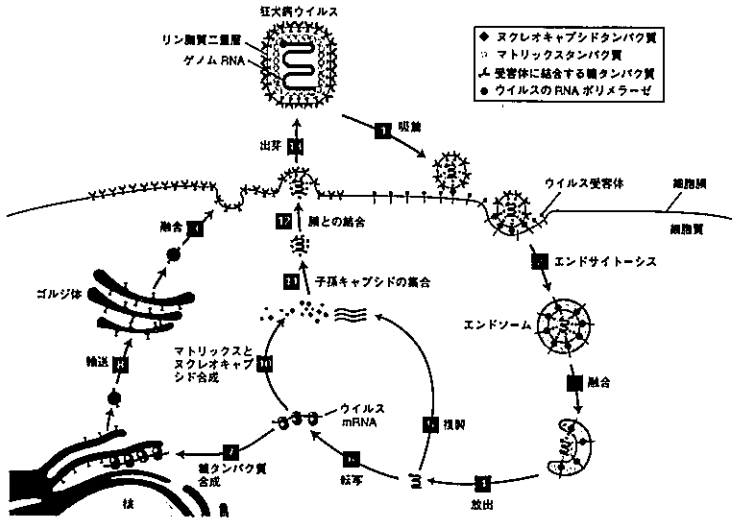 狂犬病ウイルス
リン脂質二重層
ゲノム RNA
ヌクレオキャプシドタンパク質
マトリックスタンパク質
受容体に結合する糖タンパク質
ウイルスのRNAポリメラーゼ
出芽
13
1
吸着
ウイルス受容体
細胞膜
細胞質
融合
12
膜との結合
エンドサイトーシス
11
子孫キャプシドの集合
ゴルジ体
エンドソーム
輸送
8
マトリックスと
ヌクレオキャプ
シド合成
10
融合
ウイルス
mRNA
複製
7
糖タンパク質
合成
転写
放出
核